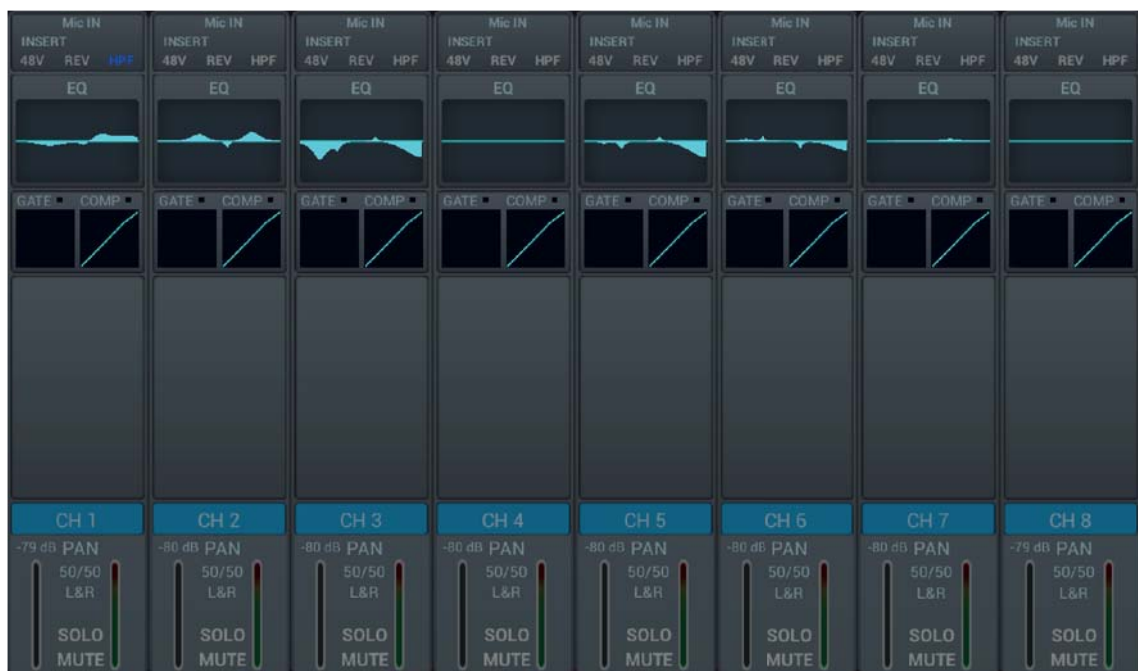 Mic IN Mic IN Mic IN Mic IN Mic IN Mic IN Mic IN Mic IN
INSERT INSERT INSERT INSERT INSERT INSERT INSERT INSERT
48V REV HPF 48V REV HPF 48V REV HPF 48V REV HPF 48V REV HPF 48V REV HPF 48V REV HPF 48V REV HPF
EQ EQ EQ EQ EQ EQ EQ EQ
GATE COMP GATE COMP GATE COMP GATE COMP GATE COMP GATE COMP GATE COMP GATE COMP
CH 1 CH 2 CH 3 CH 4 CH 5 CH 6 CH 7 CH 8
-79 dB PAN -80 dB PAN -80 dB PAN -80 dB PAN -80 dB PAN -80 dB PAN -80 dB PAN -79 dB PAN
50/50 50/50 50/50 50/50 50/50 50/50 50/50 50/50
L&R L&R L&R L&R L&R L&R L&R L&R
SOLO SOLO SOLO SOLO SOLO SOLO SOLO SOLO
MUTE MUTE MUTE MUTE MUTE MUTE MUTE MUTE